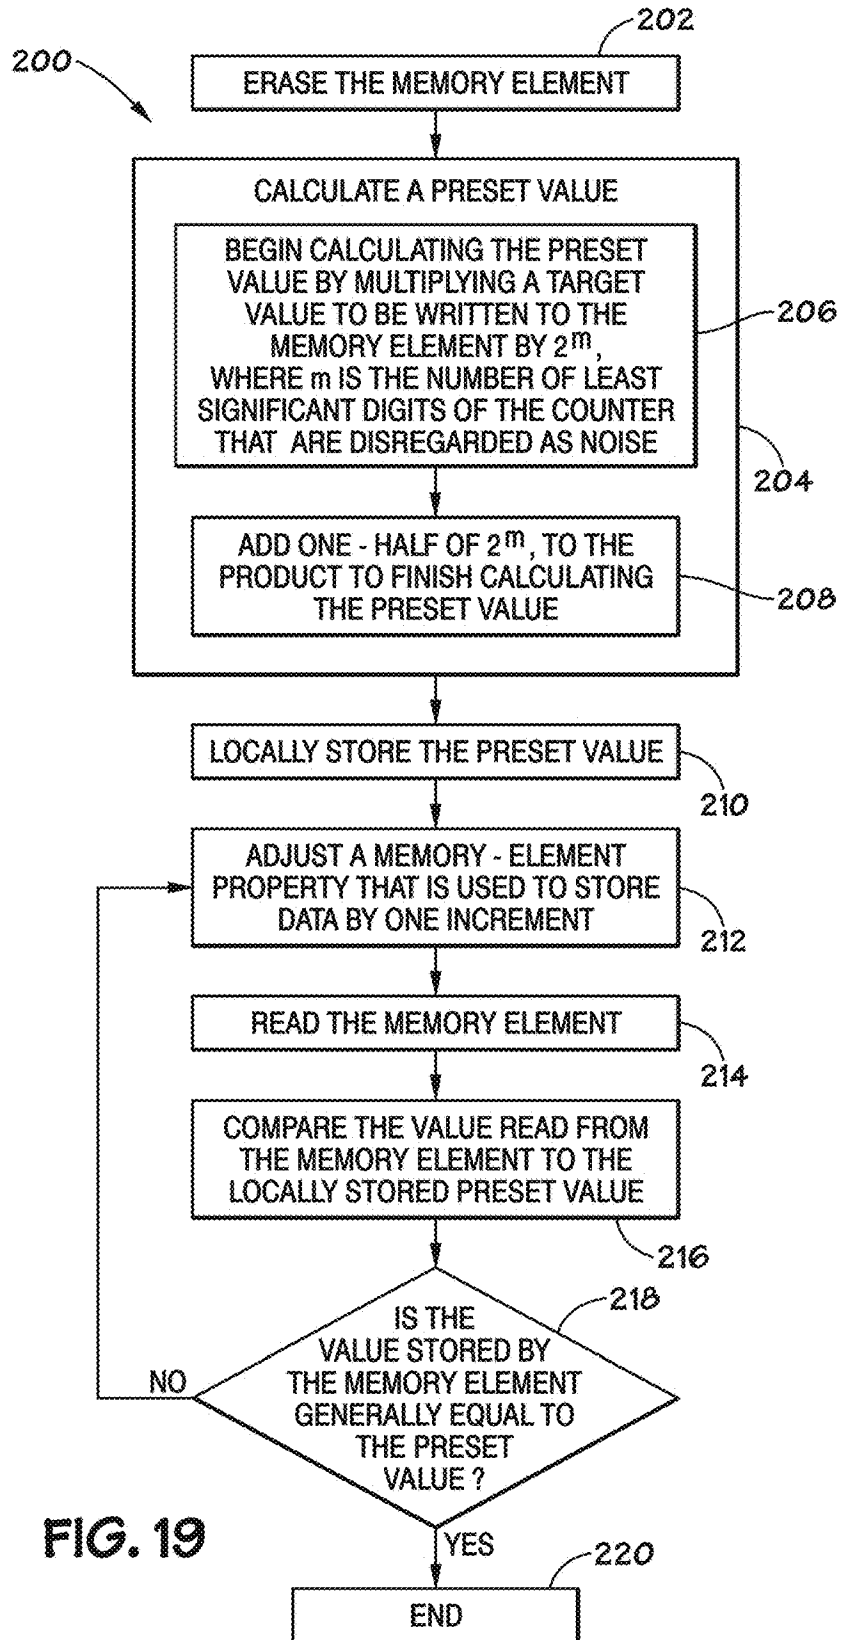 202
200
ERASE THE MEMORY ELEMENT
CALCULATE A PRESET VALUE
BEGIN CALCULATING THE PRESET
VALUE BY MULTIPLYING A TARGET
VALUE TO BE WRITTEN TO THE
MEMORY ELEMENT BY 2^m,
WHERE m IS THE NUMBER OF LEAST
SIGNIFICANT DIGITS OF THE COUNTER
THAT ARE DISREGARDED AS NOISE
206
204
ADD ONE - HALF OF 2^m, TO THE
PRODUCT TO FINISH CALCULATING
THE PRESET VALUE
208
LOCALLY STORE THE PRESET VALUE
210
ADJUST A MEMORY - ELEMENT
PROPERTY THAT IS USED TO STORE
DATA BY ONE INCREMENT
212
READ THE MEMORY ELEMENT
214
COMPARE THE VALUE READ FROM
THE MEMORY ELEMENT TO THE
LOCALLY STORED PRESET VALUE
216
218
IS THE
VALUE STORED BY
THE MEMORY ELEMENT
GENERALLY EQUAL TO
THE PRESET
VALUE ?
NO
YES
FIG. 19
220
END